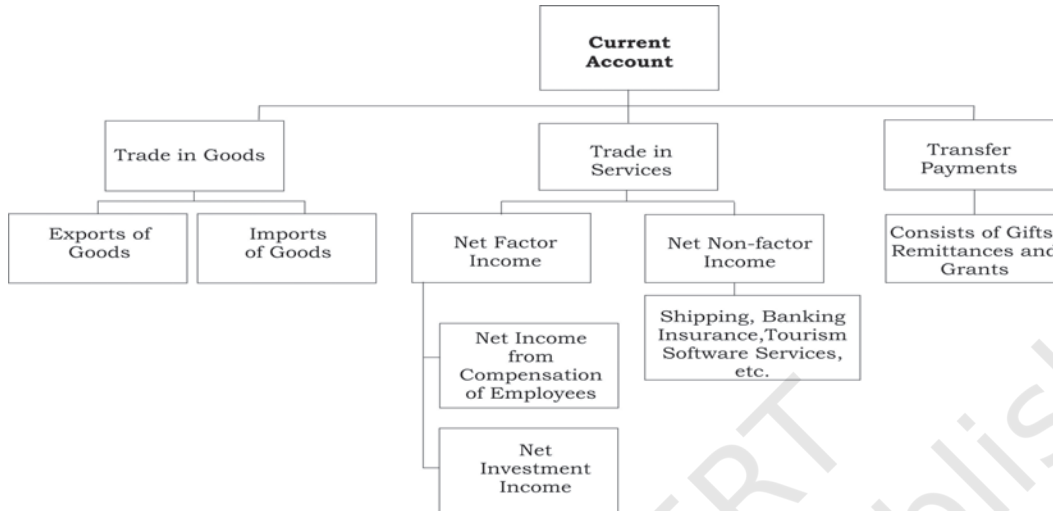 Current
Account
Trade in Goods
Trade in
Services
Transfer
Payments
Exports of
Goods
Imports
of Goods
Net Factor
Income
Net Non-factor
Income
Consists of Gifts,
Remittances and
Grants
Net Income
from
Compensation
of Employees
Shipping, Banking
Insurance,Tourism
Software Services,
etc.
Net
Investment
Income